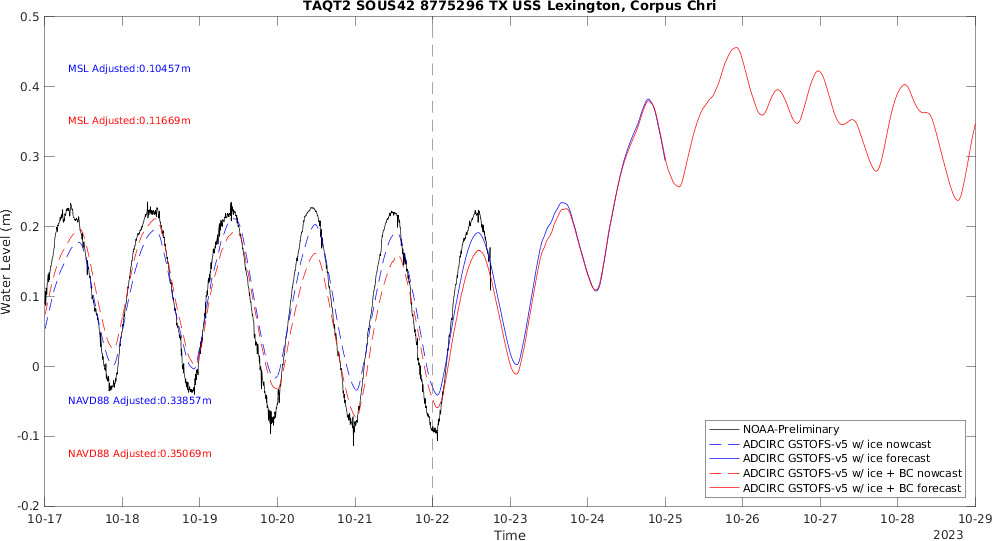 TAQT2 SOUS42 8775296 TX USS Lexington, Corpus Chri
0.5
0.4
0.3
0.2
0.1
0
-0.1
-0.2
Water Level (m)
MSL Adjusted:0.10457m
MSL Adjusted:0.11669m
NAVD88 Adjusted:0.33857m
NAVD88 Adjusted:0.35069m
NOAA-Preliminary
ADCIRC GSTOFS-v5 w/ ice nowcast
ADCIRC GSTOFS-v5 w/ ice forecast
ADCIRC GSTOFS-v5 w/ ice + BC nowcast
ADCIRC GSTOFS-v5 w/ ice + BC forecast
10-17 10-18 10-19 10-20 10-21 10-22 10-23 10-24 10-25 10-26 10-27 10-28 10-29
Time
2023